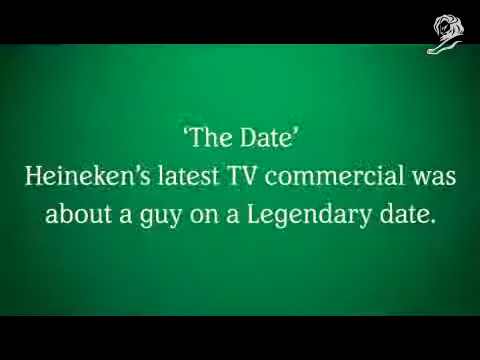 ‘The Date’
Heineken’s latest TV commercial was
about a guy on a Legendary date.